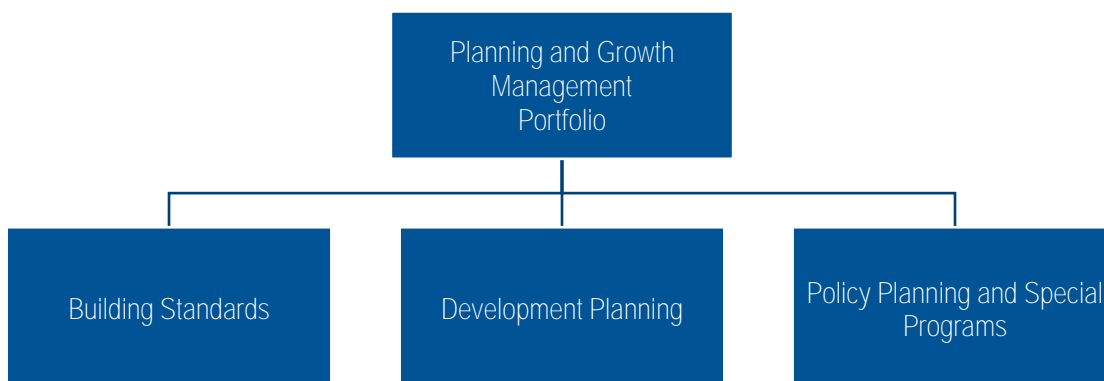 Planning and Growth
Management
Portfolio
Building Standards
Development Planning
Policy Planning and Special
Programs